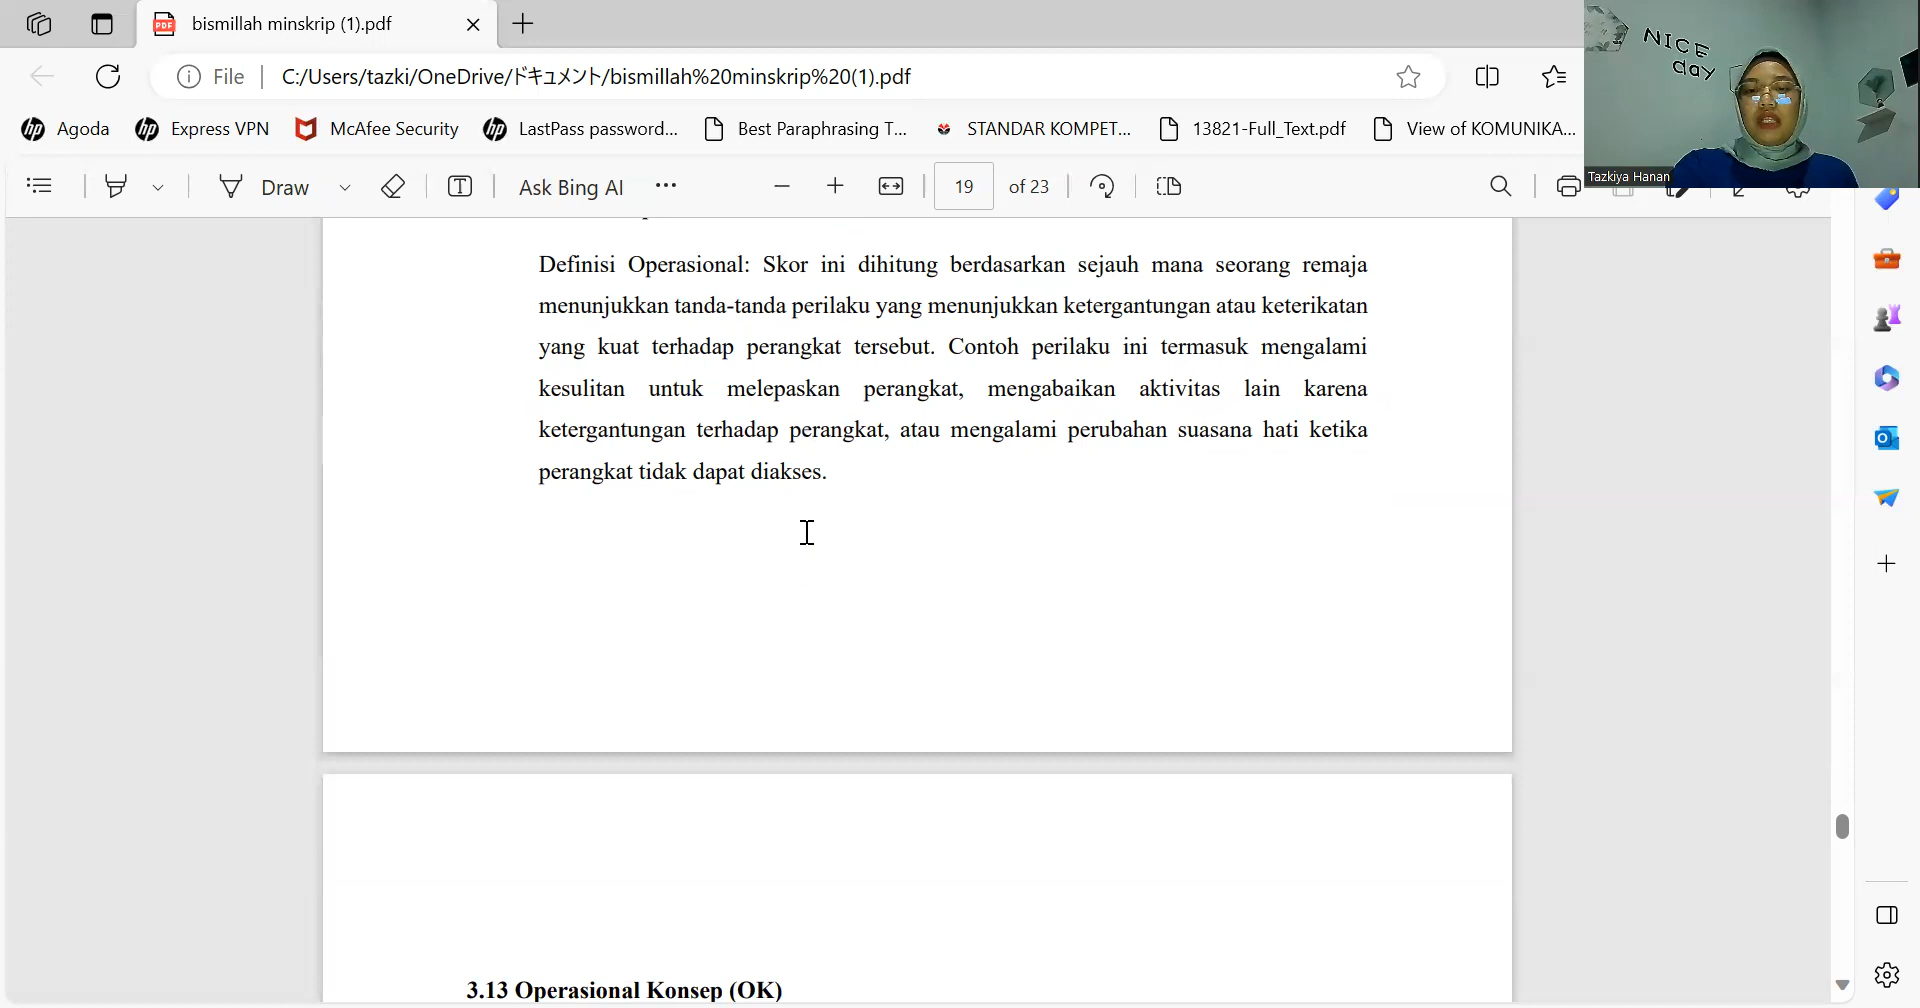 bismillah minskrip (1).pdf
File
C:/Users/tazki/OneDrive/ドキュメント/bismillah%20minskrip%20(1).pdf
Agoda
Express VPN
McAfee Security
LastPass password...
Best Paraphrasing T...
STANDAR KOMPET...
13821-Full_Text.pdf
View of KOMUNIKA...
NICE
day
Tazkiya Hanan
Draw
Ask Bing AI
19
of 23
Definisi Operasional: Skor ini dihitung berdasarkan sejauh mana seorang remaja
menunjukkan tanda-tanda perilaku yang menunjukkan ketergantungan atau keterikatan
yang kuat terhadap perangkat tersebut. Contoh perilaku ini termasuk mengalami
kesulitan untuk melepaskan perangkat, mengabaikan aktivitas lain karena
ketergantungan terhadap perangkat, atau mengalami perubahan suasana hati ketika
perangkat tidak dapat diakses.
3.13 Operasional Konsep (OK)